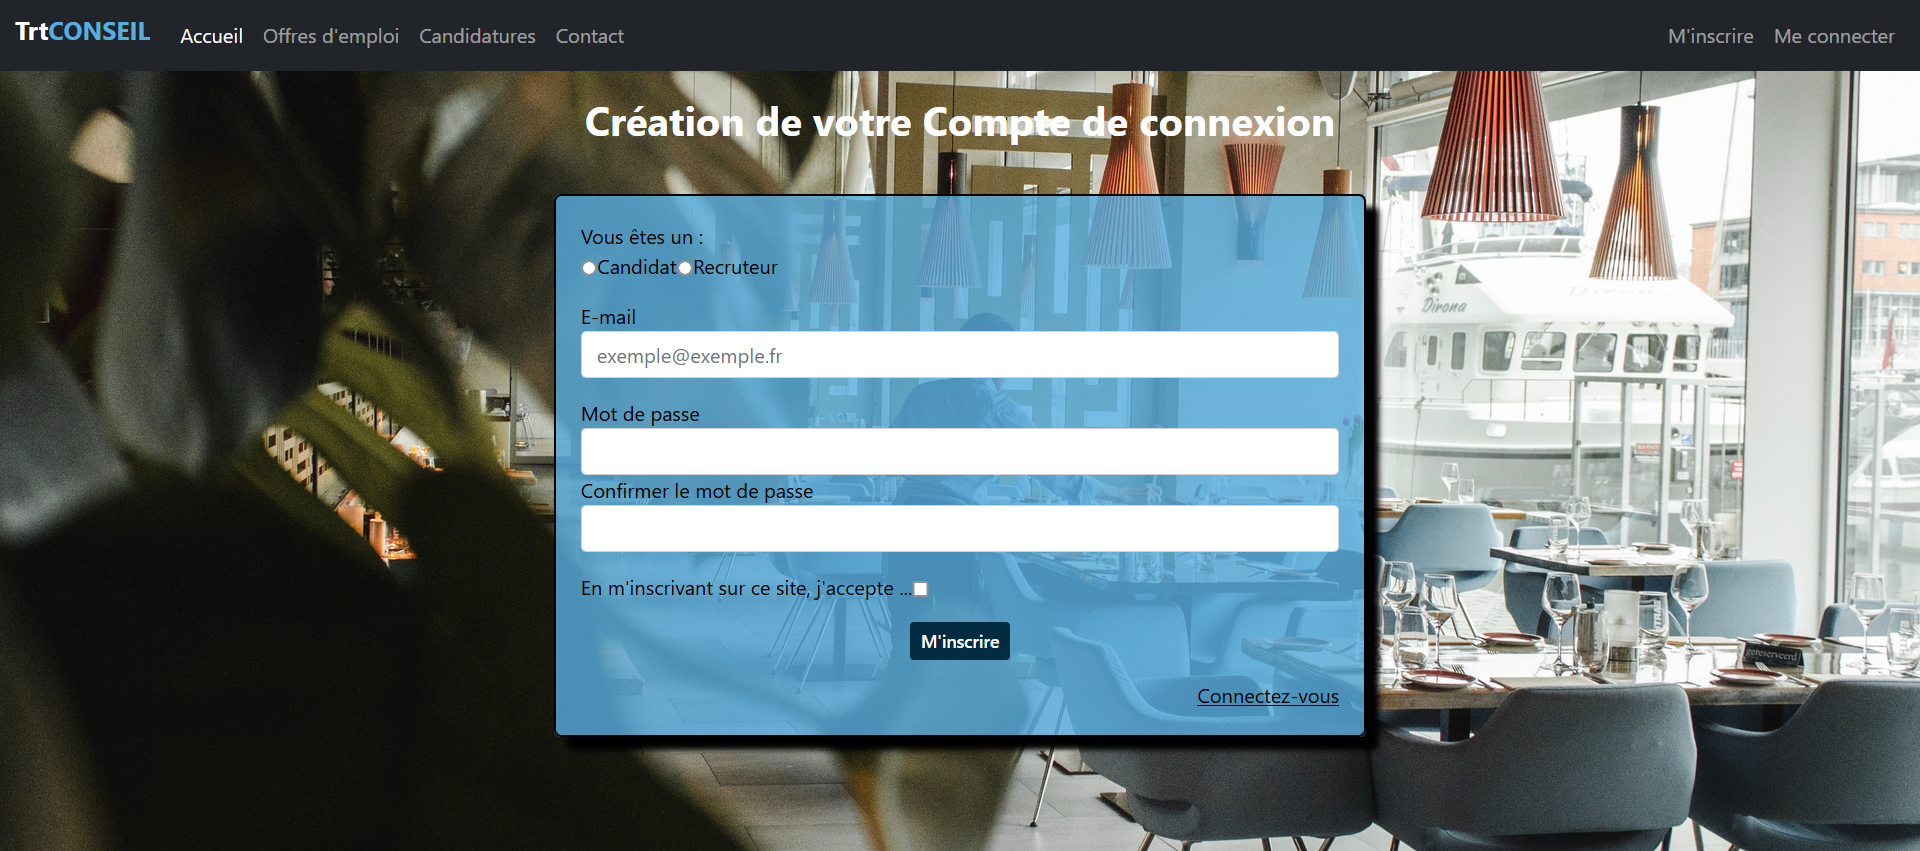 TrtCONSEIL Accueil Offres d'emploi Candidatures Contact M'inscrire Me connecter
Création de votre Compte de connexion
Vous êtes un :
Candidat Recruteur
E-mail
exemple@exemple.fr
Mot de passe
Confirmer le mot de passe
En m'inscrivant sur ce site, j'accepte ...
M'inscrire
Connectez-vous
Dirona
gereserveerd